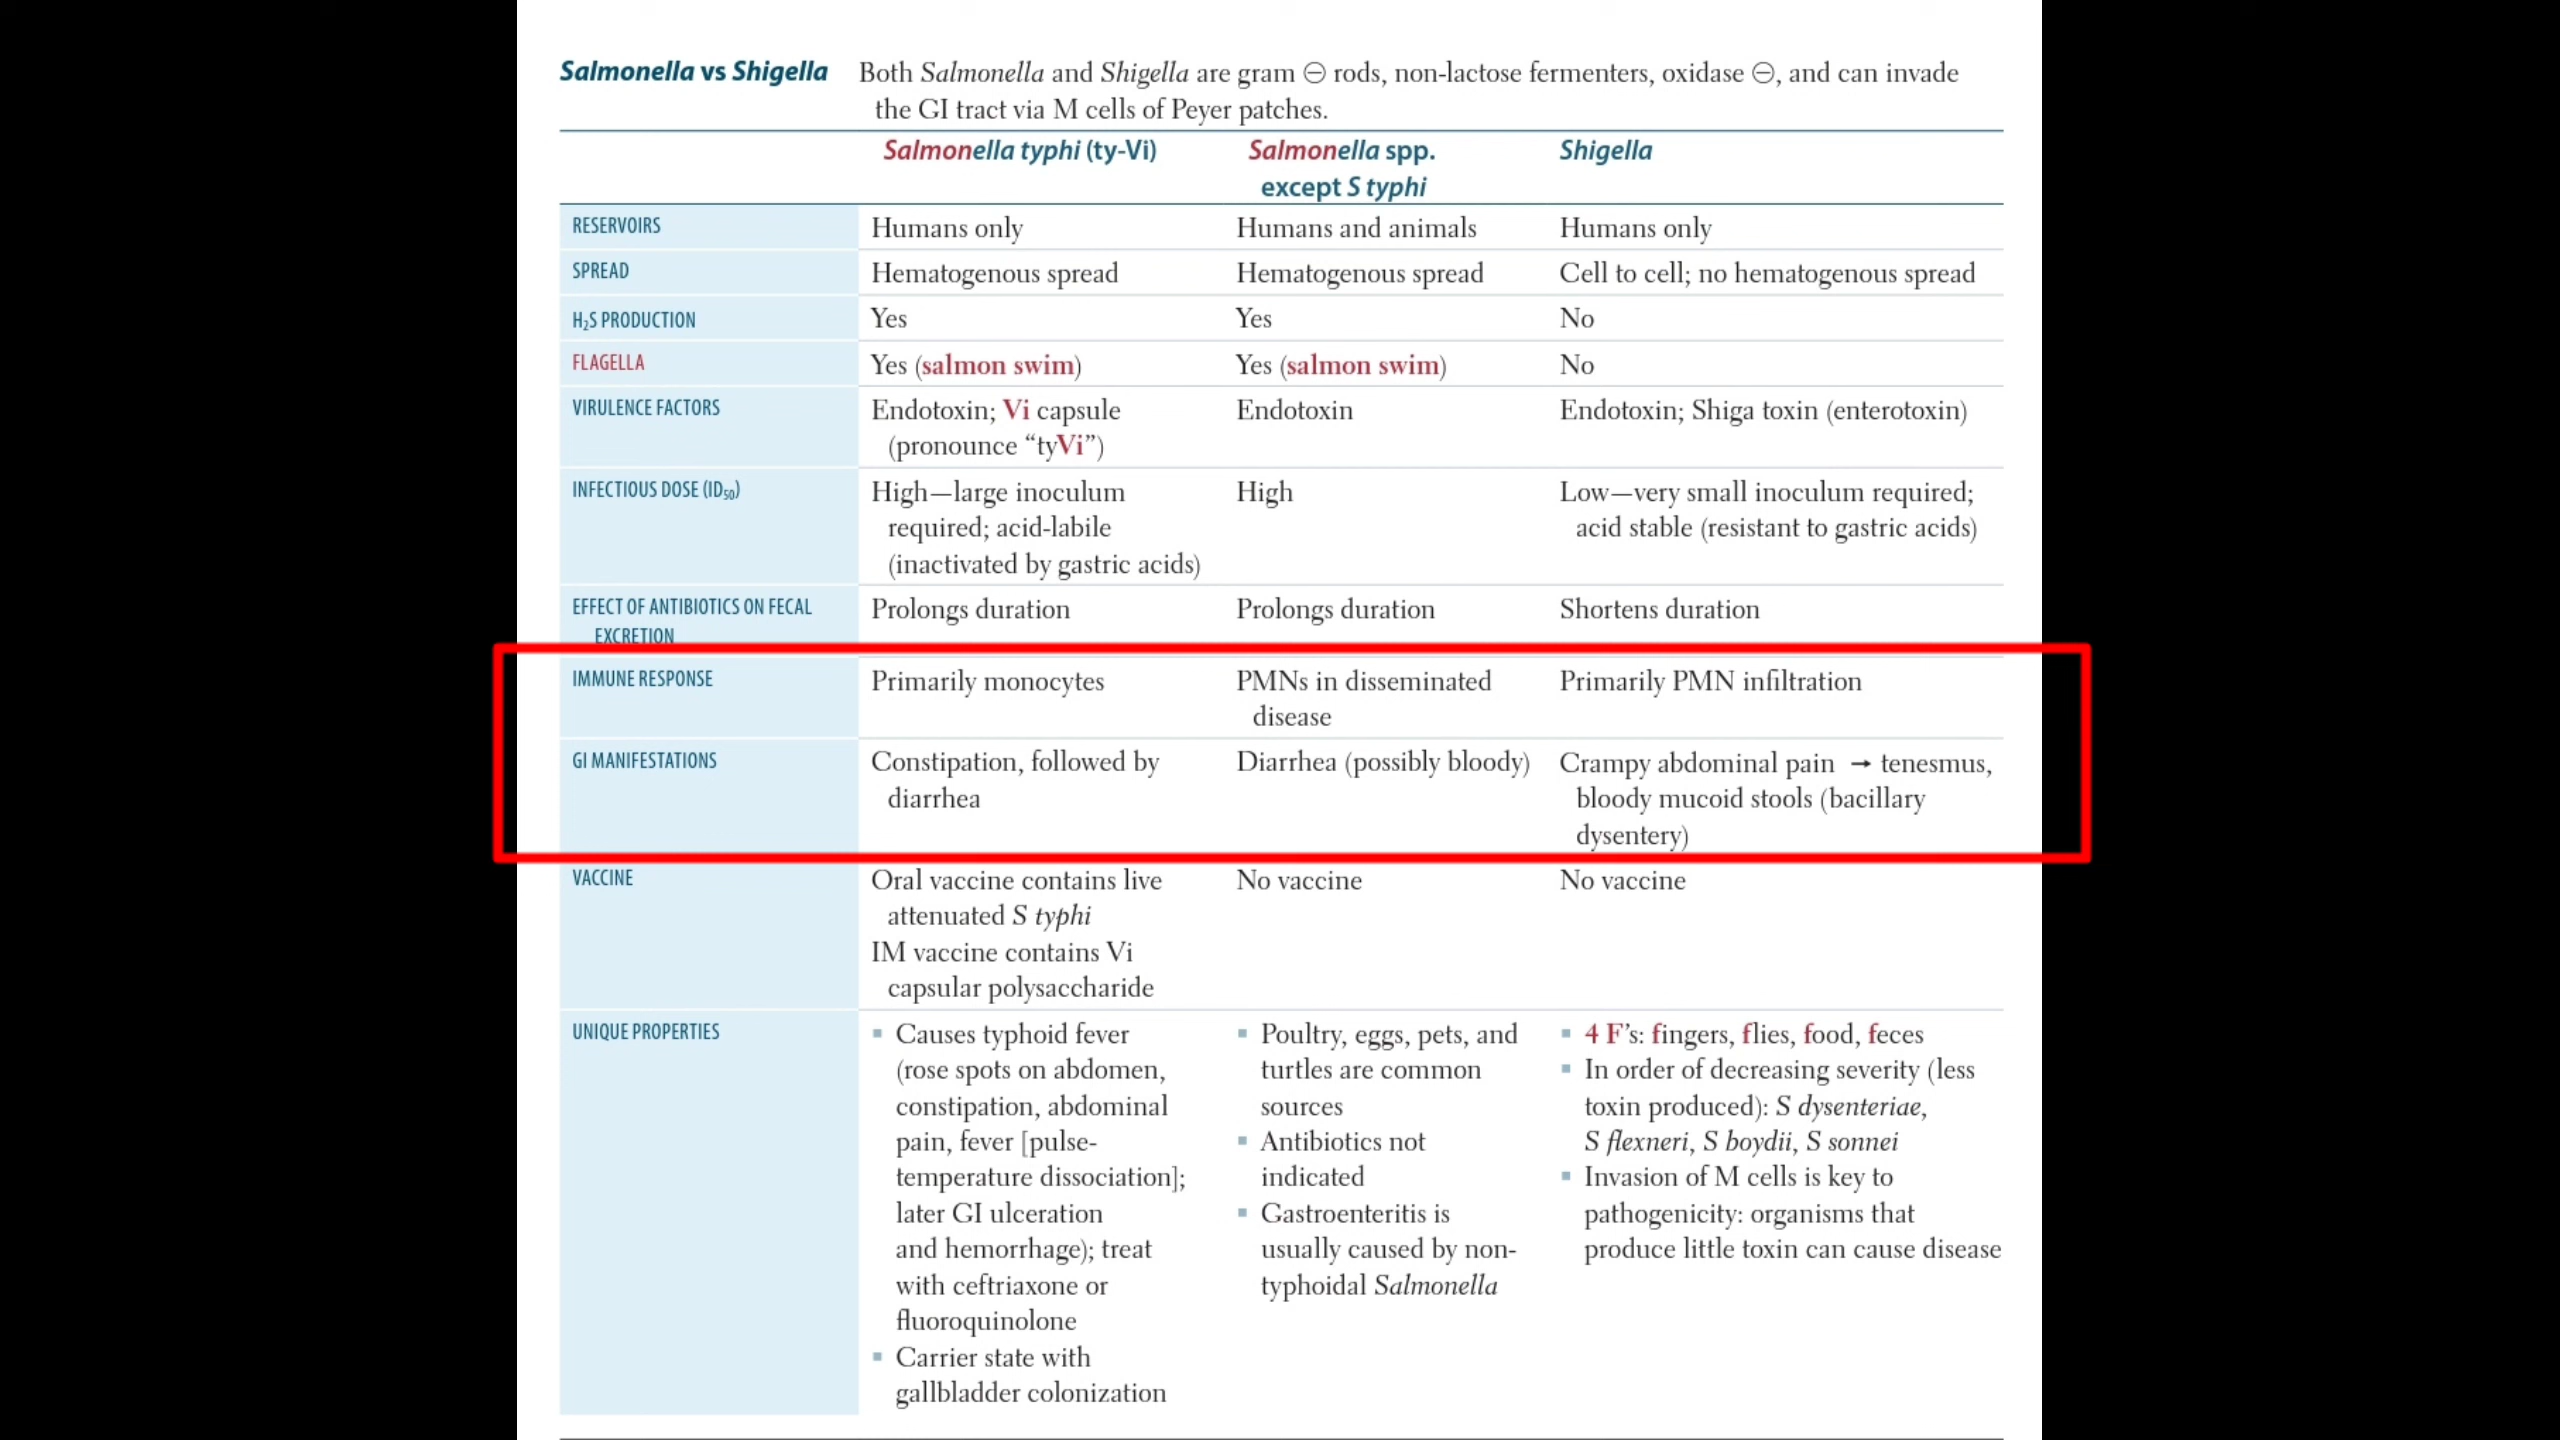 Salmonella vs Shigella
Both Salmonella and Shigella are gram ⊖ rods, non-lactose fermenters, oxidase ⊖, and can invade
the GI tract via M cells of Peyer patches.
Salmonella typhi (ty-Vi)
Salmonella spp.
except S typhi
Shigella
RESERVOIRS
Humans only
Humans and animals
Humans only
SPREAD
Hematogenous spread
Hematogenous spread
Cell to cell; no hematogenous spread
H₂S PRODUCTION
Yes
Yes
No
FLAGELLA
Yes (salmon swim)
Yes (salmon swim)
No
VIRULENCE FACTORS
Endotoxin; Vi capsule
(pronounce “tyVi”)
Endotoxin
Endotoxin; Shiga toxin (enterotoxin)
INFECTIOUS DOSE (ID₅₀)
High—large inoculum
required; acid-labile
(inactivated by gastric acids)
High
Low—very small inoculum required;
acid stable (resistant to gastric acids)
EFFECT OF ANTIBIOTICS ON FECAL
EXCRETION
Prolongs duration
Prolongs duration
Shortens duration
IMMUNE RESPONSE
Primarily monocytes
PMNs in disseminated
disease
Primarily PMN infiltration
GI MANIFESTATIONS
Constipation, followed by
diarrhea
Diarrhea (possibly bloody)
Crampy abdominal pain → tenesmus,
bloody mucoid stools (bacillary
dysentery)
VACCINE
Oral vaccine contains live
attenuated S typhi
IM vaccine contains Vi
capsular polysaccharide
No vaccine
No vaccine
UNIQUE PROPERTIES
▪ Causes typhoid fever
(rose spots on abdomen,
constipation, abdominal
pain, fever [pulse-
temperature dissociation];
later GI ulceration
and hemorrhage); treat
with ceftriaxone or
fluoroquinolone
▪ Carrier state with
gallbladder colonization
▪ Poultry, eggs, pets, and
turtles are common
sources
▪ Antibiotics not
indicated
▪ Gastroenteritis is
usually caused by non-
typhoidal Salmonella
▪ 4 F’s: fingers, flies, food, feces
▪ In order of decreasing severity (less
toxin produced): S dysenteriae,
S flexneri, S boydii, S sonnei
▪ Invasion of M cells is key to
pathogenicity: organisms that
produce little toxin can cause disease